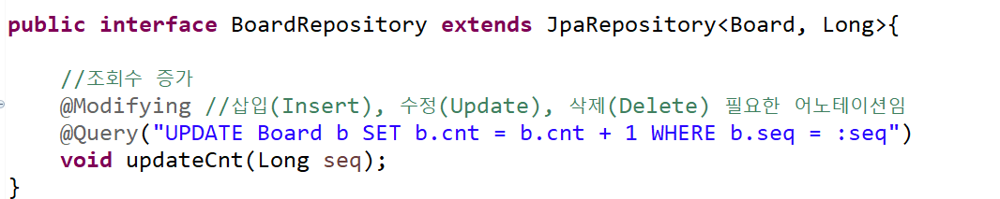 public interface BoardRepository extends JpaRepository<Board, Long>{
//조회수 증가
@Modifying //삽입(Insert), 수정(Update), 삭제(Delete) 필요한 어노테이션임
@Query("UPDATE Board b SET b.cnt = b.cnt + 1 WHERE b.seq = :seq")
void updateCnt(Long seq);
}